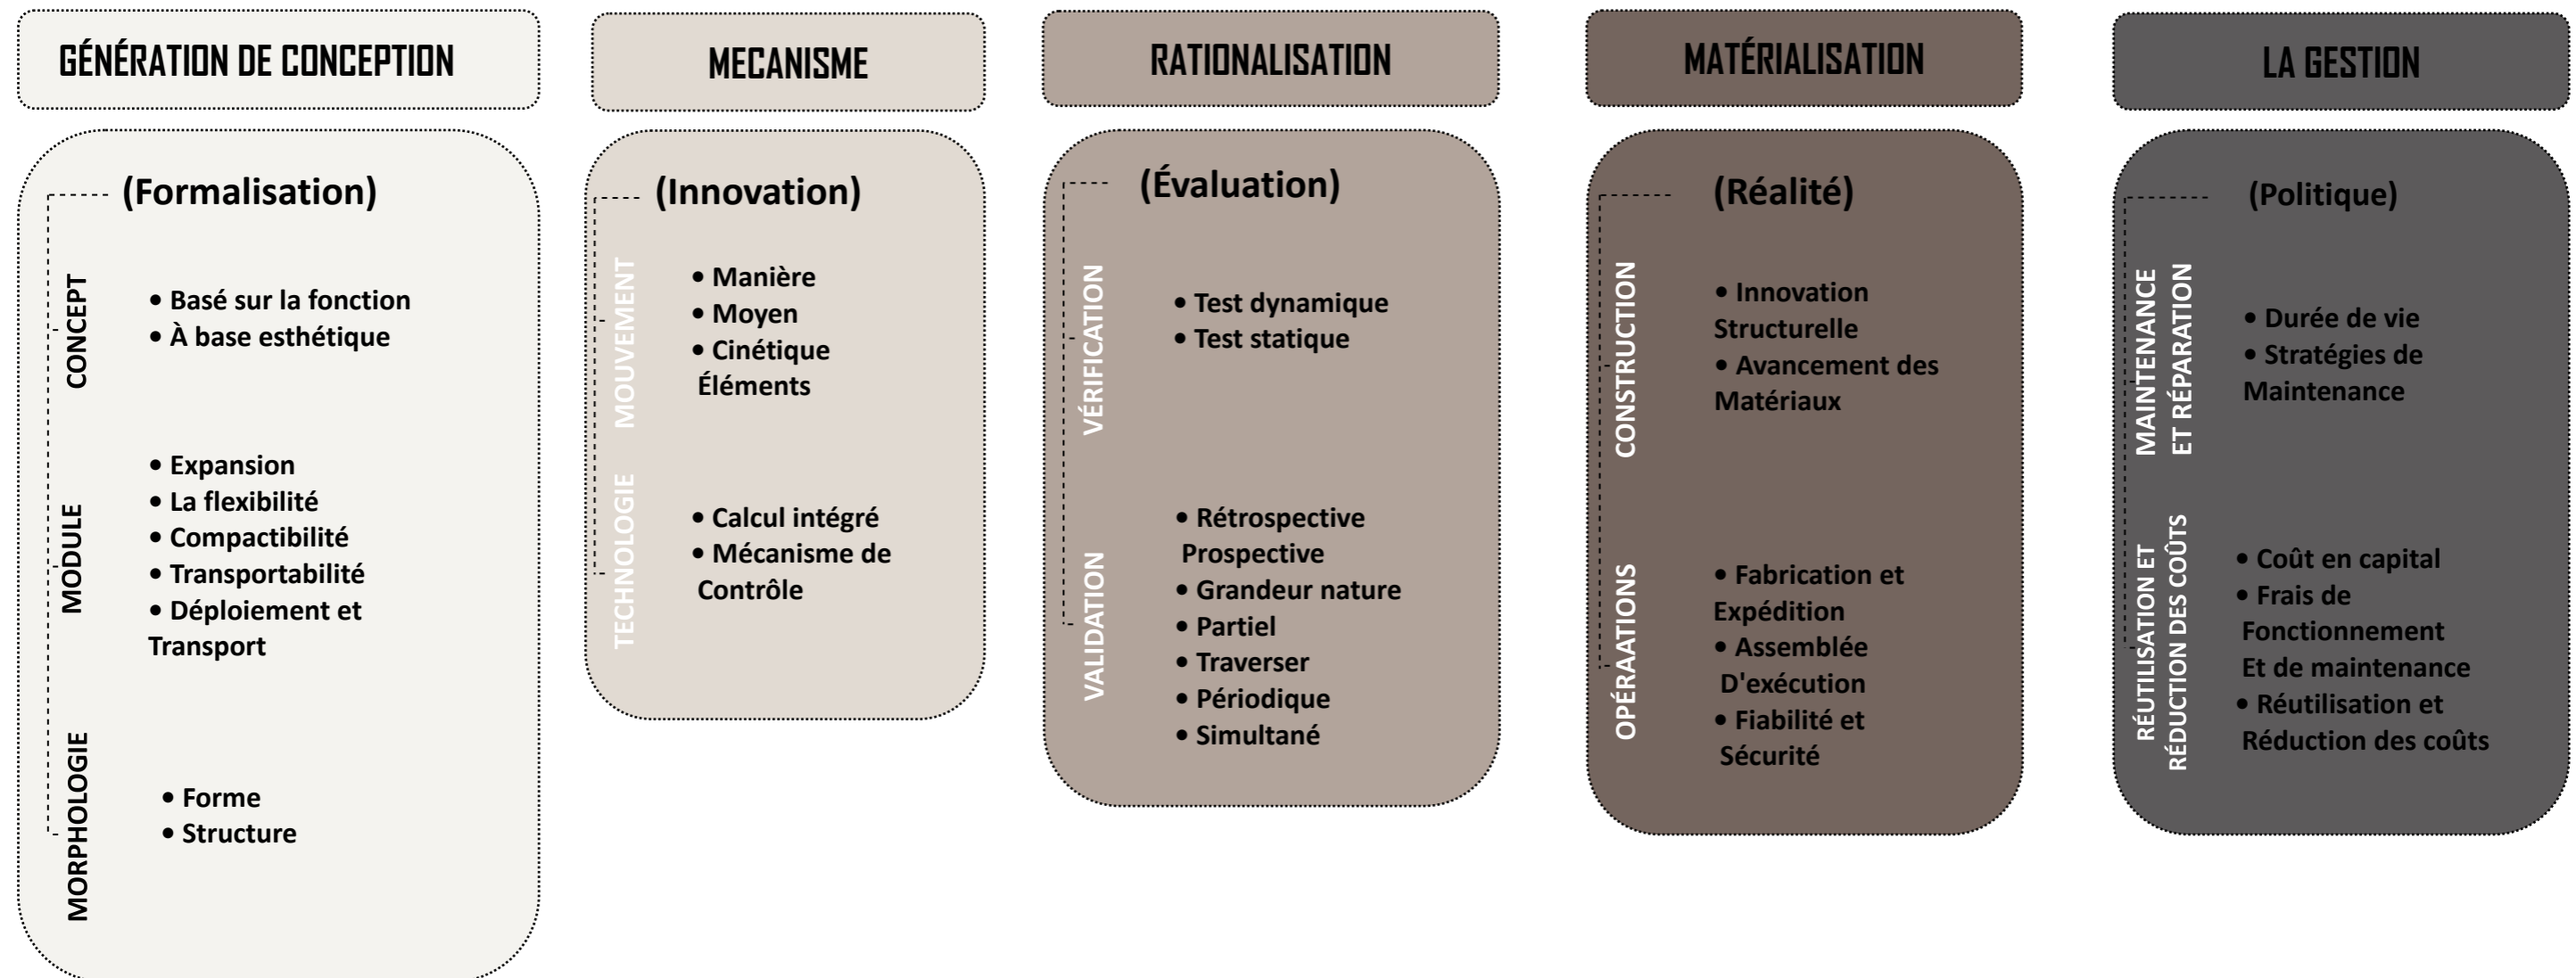 GÉNÉRATION DE CONCEPTION
(Formalisation)
CONCEPT
• Basé sur la fonction
• À base esthétique
MODULE
• Expansion
• La flexibilité
• Compactibilité
• Transportabilité
• Déploiement et
Transport
MORPHOLOGIE
• Forme
• Structure
MECANISME
(Innovation)
MOUVEMENT
• Manière
• Moyen
• Cinétique
Éléments
TECHNOLOGIE
• Calcul intégré
• Mécanisme de
Contrôle
RATIONALISATION
(Évaluation)
VÉRIFICATION
• Test dynamique
• Test statique
VALIDATION
• Rétrospective
Prospective
• Grandeur nature
• Partiel
• Traverser
• Périodique
• Simultané
MATÉRIALISATION
(Réalité)
CONSTRUCTION
• Innovation
Structurelle
• Avancement des
Matériaux
OPÉRAATIONS
• Fabrication et
Expédition
• Assemblée
D'exécution
• Fiabilité et
Sécurité
LA GESTION
(Politique)
MAINTENANCE
ET RÉPARATION
• Durée de vie
• Stratégies de
Maintenance
RÉUTILISATION ET
RÉDUCTION DES COÛTS
• Coût en capital
• Frais de
Fonctionnement
Et de maintenance
• Réutilisation et
Réduction des coûts